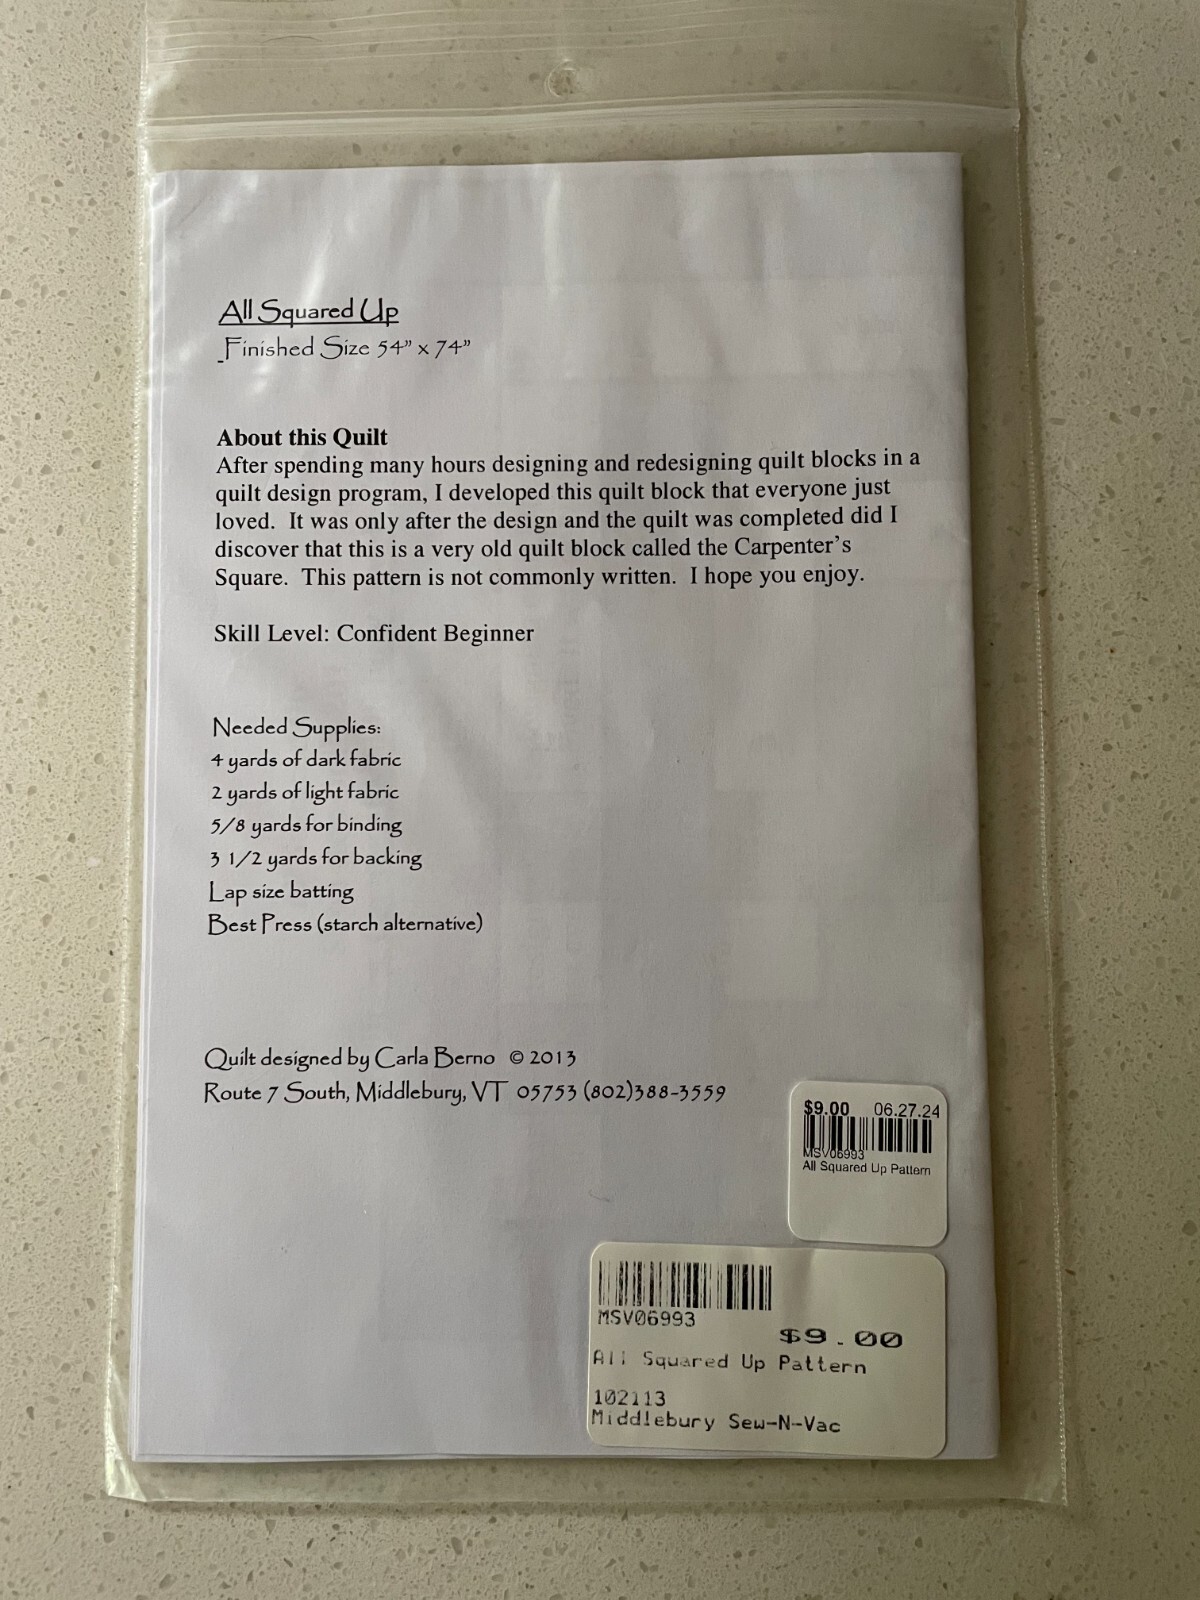 All Squared Up
Finished Size 54” x 74”
About this Quilt
After spending many hours designing and redesigning quilt blocks in a
quilt design program, I developed this quilt block that everyone just
loved. It was only after the design and the quilt was completed did I
discover that this is a very old quilt block called the Carpenter’s
Square. This pattern is not commonly written. I hope you enjoy.
Skill Level: Confident Beginner
Needed Supplies:
4 yards of dark fabric
2 yards of light fabric
5/8 yards for binding
3 1/2 yards for backing
Lap size batting
Best Press (starch alternative)
Quilt designed by Carla Berno © 2013
Route 7 South, Middlebury, VT 05753 (802)388-3559
$9.00 06.27.24
MSV06993
All Squared Up Pattern
MSV06993
$9.00
All Squared Up Pattern
102113
Middlebury Sew-N-Vac